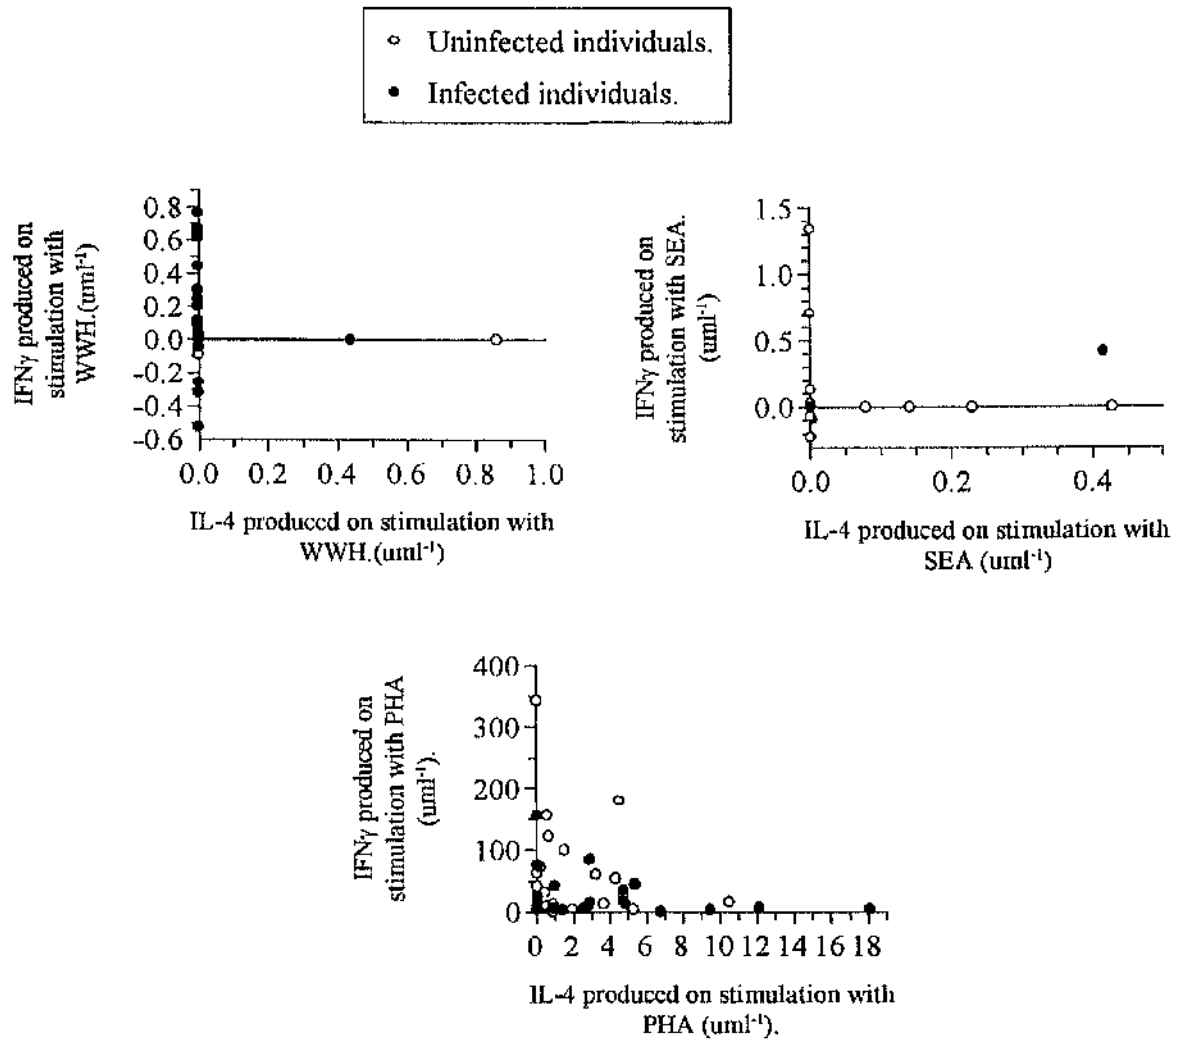 Uninfected individuals.
Infected individuals.
IFNγ produced on
stimulation with
WWH.(uml⁻¹)
0.8
0.6
0.4
0.2
0.0
-0.2
-0.4
-0.6
0.0 0.2 0.4 0.6 0.8 1.0
IL-4 produced on stimulation with
WWH.(uml⁻¹)
IFNγ produced on
stimulation with SEA.
(uml⁻¹)
1.5
1.0
0.5
0.0
0.0 0.2 0.4
IL-4 produced on stimulation with
SEA (uml⁻¹)
IFNγ produced on
stimulation with PHA
(uml⁻¹).
400
300
200
100
0
0 2 4 6 8 10 12 14 16 18
IL-4 produced on stimulation with
PHA (uml⁻¹).